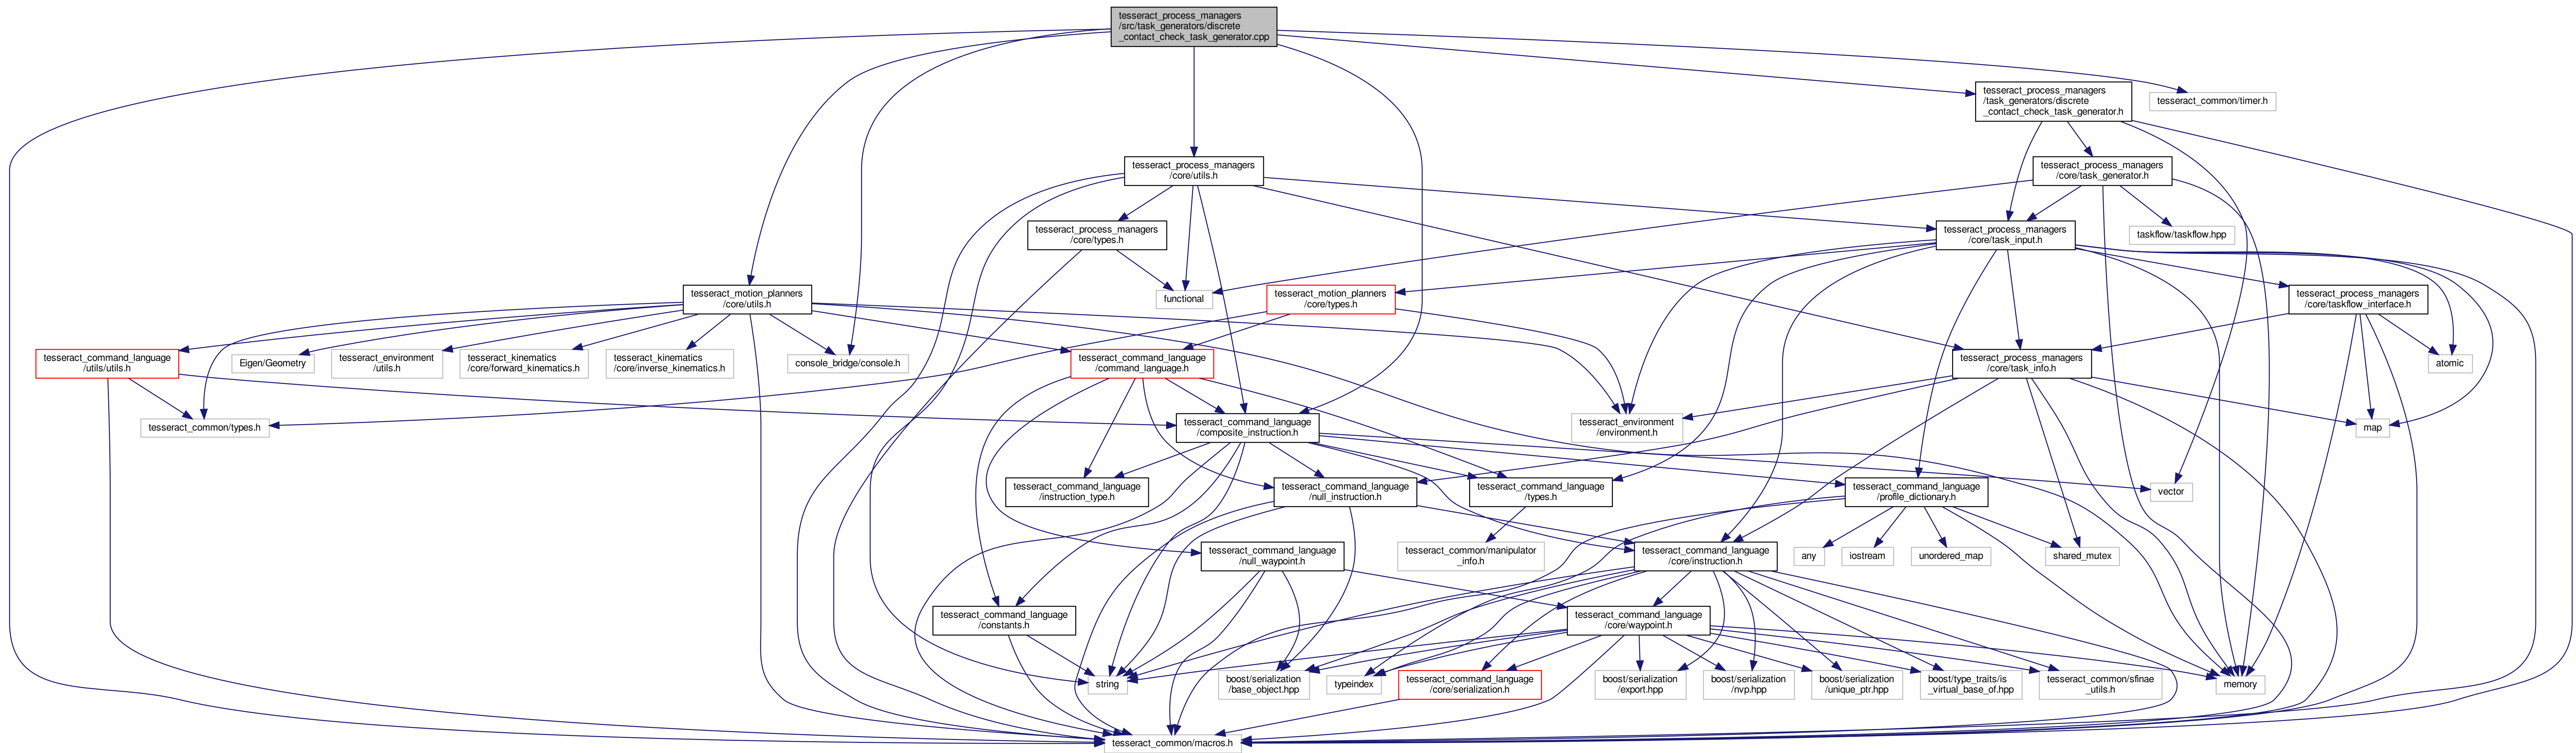 tesseract_process_managers
/src/task_generators/discrete
_contact_check_task_generator.cpp
tesseract_process_managers
/task_generators/discrete
_contact_check_task_generator.h
tesseract_common/timer.h
tesseract_process_managers
/core/utils.h
tesseract_process_managers
/core/task_generator.h
tesseract_process_managers
/core/types.h
tesseract_process_managers
/core/task_input.h
taskflow/taskflow.hpp
tesseract_motion_planners
/core/utils.h
functional
tesseract_motion_planners
/core/types.h
tesseract_process_managers
/core/taskflow_interface.h
tesseract_command_language
/utils/utils.h
Eigen/Geometry
tesseract_environment
/utils.h
tesseract_kinematics
/core/forward_kinematics.h
tesseract_kinematics
/core/inverse_kinematics.h
console_bridge/console.h
tesseract_command_language
/command_language.h
tesseract_process_managers
/core/task_info.h
atomic
tesseract_common/types.h
tesseract_command_language
/composite_instruction.h
tesseract_environment
/environment.h
map
tesseract_command_language
/instruction_type.h
tesseract_command_language
/null_instruction.h
tesseract_command_language
/types.h
tesseract_command_language
/profile_dictionary.h
vector
tesseract_command_language
/null_waypoint.h
tesseract_common/manipulator
_info.h
tesseract_command_language
/core/instruction.h
any
iostream
unordered_map
shared_mutex
tesseract_command_language
/constants.h
tesseract_command_language
/core/waypoint.h
string
boost/serialization
/base_object.hpp
typeindex
tesseract_command_language
/core/serialization.h
boost/serialization
/export.hpp
boost/serialization
/nvp.hpp
boost/serialization
/unique_ptr.hpp
boost/type_traits/is
_virtual_base_of.hpp
tesseract_common/sfinae
_utils.h
memory
tesseract_common/macros.h